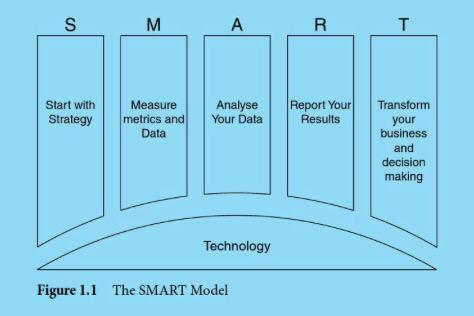 S M A R T
Start with
Strategy
Measure
metrics and
Data
Analyse
Your Data
Report Your
Results
Transform
your
business
and
decision
making
Technology
Figure 1.1 The SMART Model